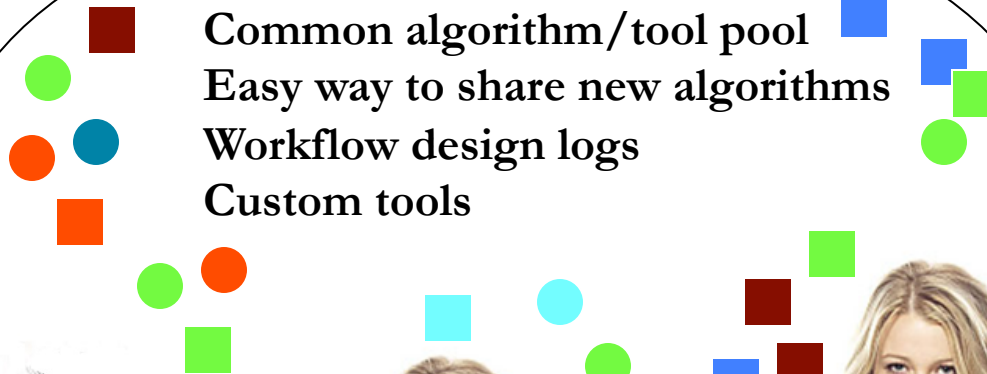 Common algorithm/tool pool
Easy way to share new algorithms
Workflow design logs
Custom tools